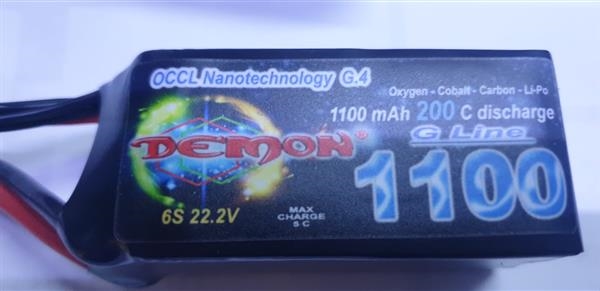 OCCL Nanotechnology G.4
Oxygen - Cobalt - Carbon - Li-Po
1100 mAh 200 C discharge
G Line
DEMON®
1100
6S 22.2V
MAX
CHARGE
5 C